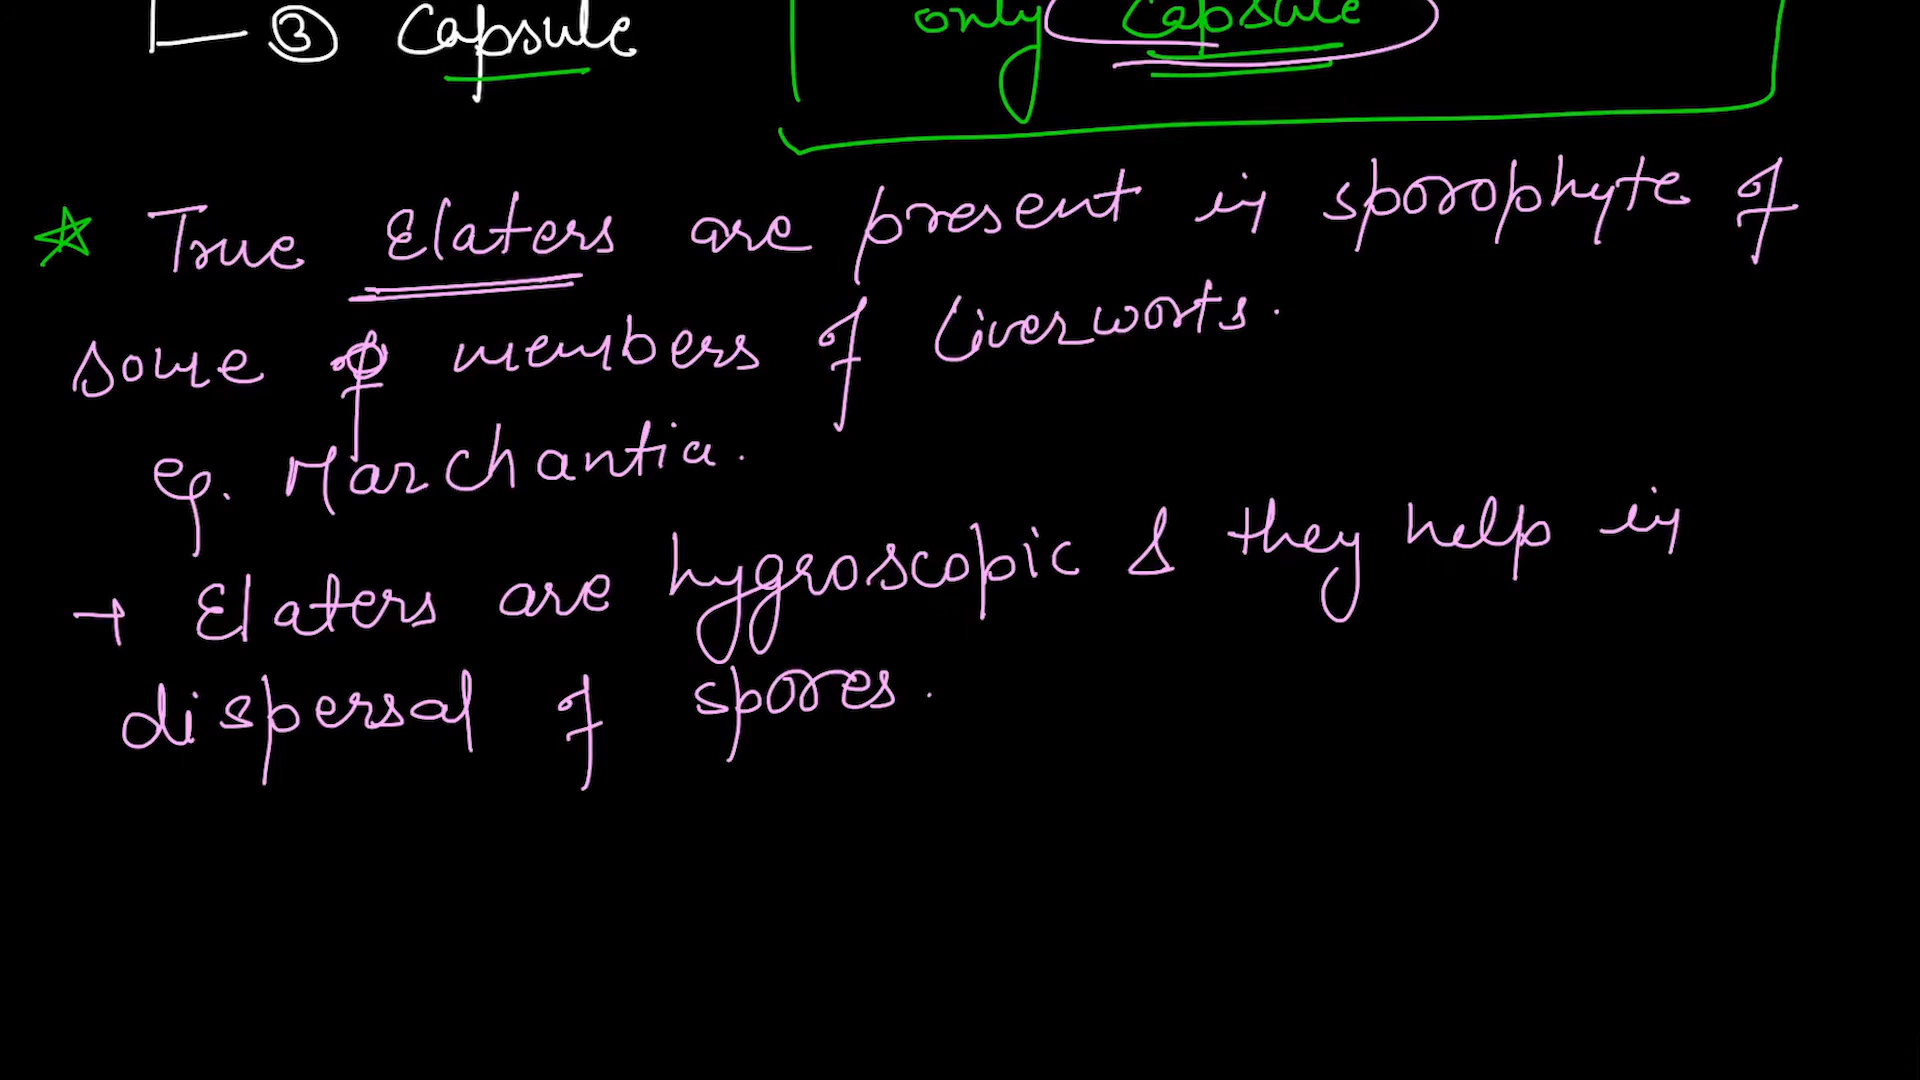 ③ Capsule
only Capsule
☆ True Elaters are present in sporophyte of
some members of Liverworts.
eg. Marchantia.
→ Elaters are hygroscopic & they help in
dispersal of spores.